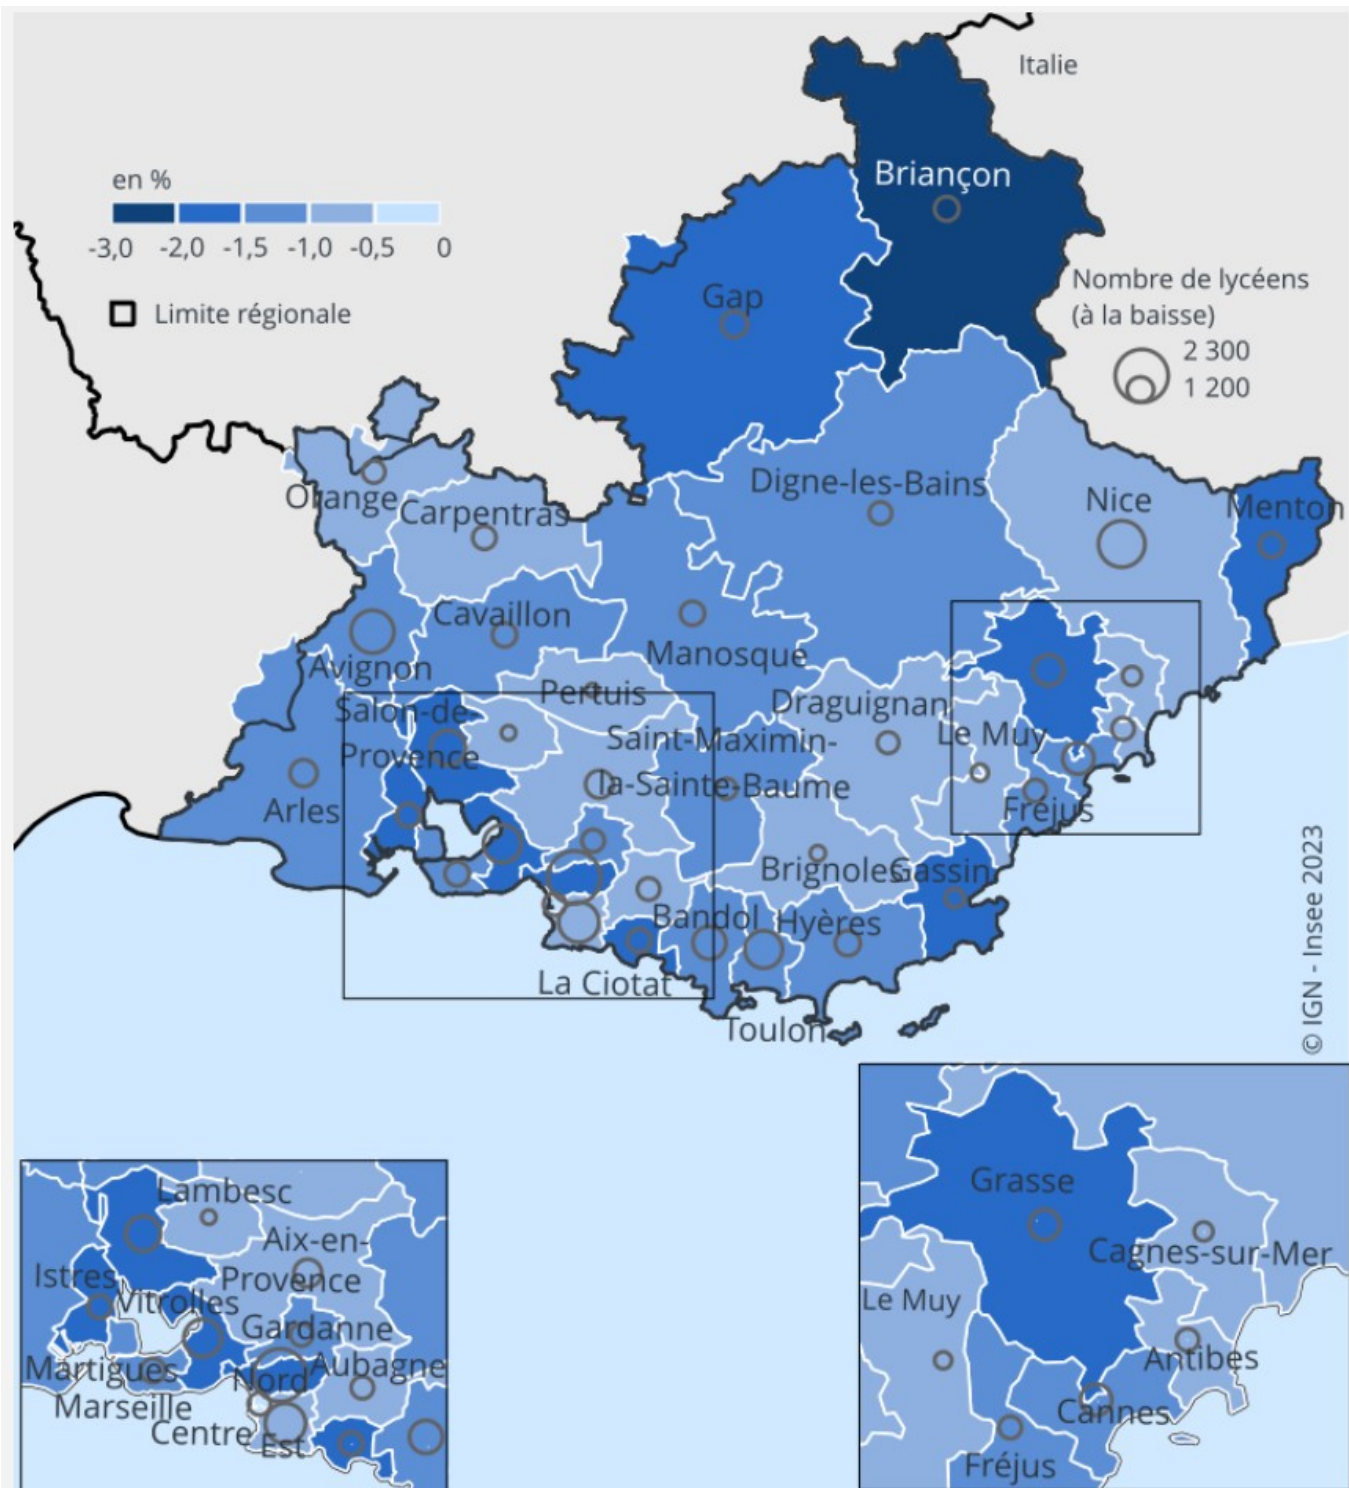 Italie
en %
-3,0 -2,0 -1,5 -1,0 -0,5 0
Limite régionale
Briançon
Nombre de lycéens
(à la baisse)
2 300
1 200
Gap
Orange
Carpentras
Digne-les-Bains
Nice
Menton
Cavaillon
Avignon
Manosque
Pertuis
Salon-de-
Provence
Draguignan
Saint-Maximin-
la-Sainte-Baume
Le Muy
Arles
Fréjus
Brignoles
Gassin
Bandol
Hyères
La Ciotat
Toulon
© IGN - Insee 2023
Lambesc
Aix-en-
Provence
Istres
Vitrolles
Gardanne
Martigues
Aubagne
Nord
Marseille
Centre
Est
Grasse
Cagnes-sur-Mer
Le Muy
Antibes
Cannes
Fréjus